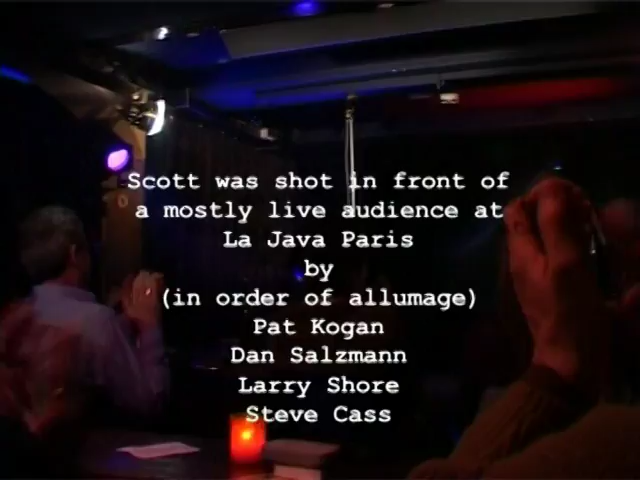 Scott was shot in front of
a mostly live audience at
La Java Paris
by
(in order of allumage)
Pat Kogan
Dan Salzmann
Larry Shore
Steve Cass